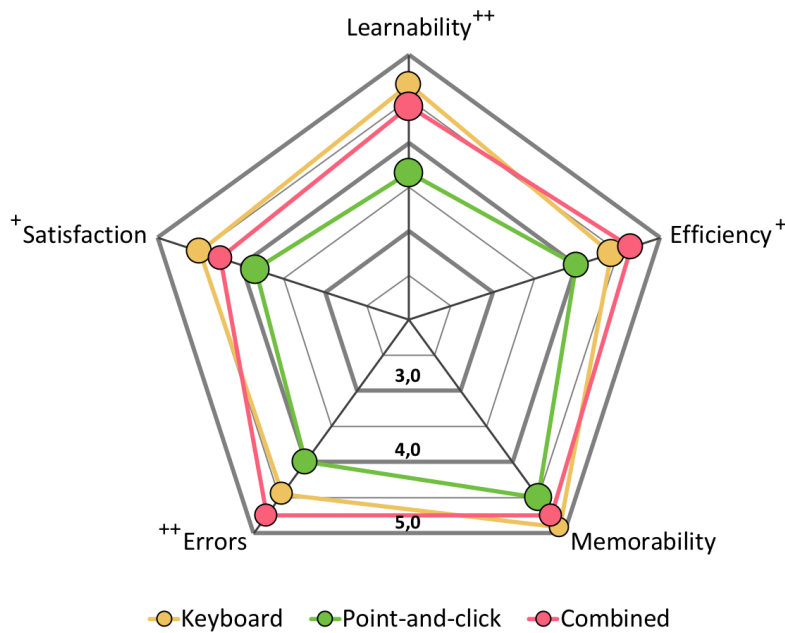 Learnability++
+Satisfaction
Efficiency+
3,0
4,0
5,0
++Errors
Memorability
Keyboard Point-and-click Combined